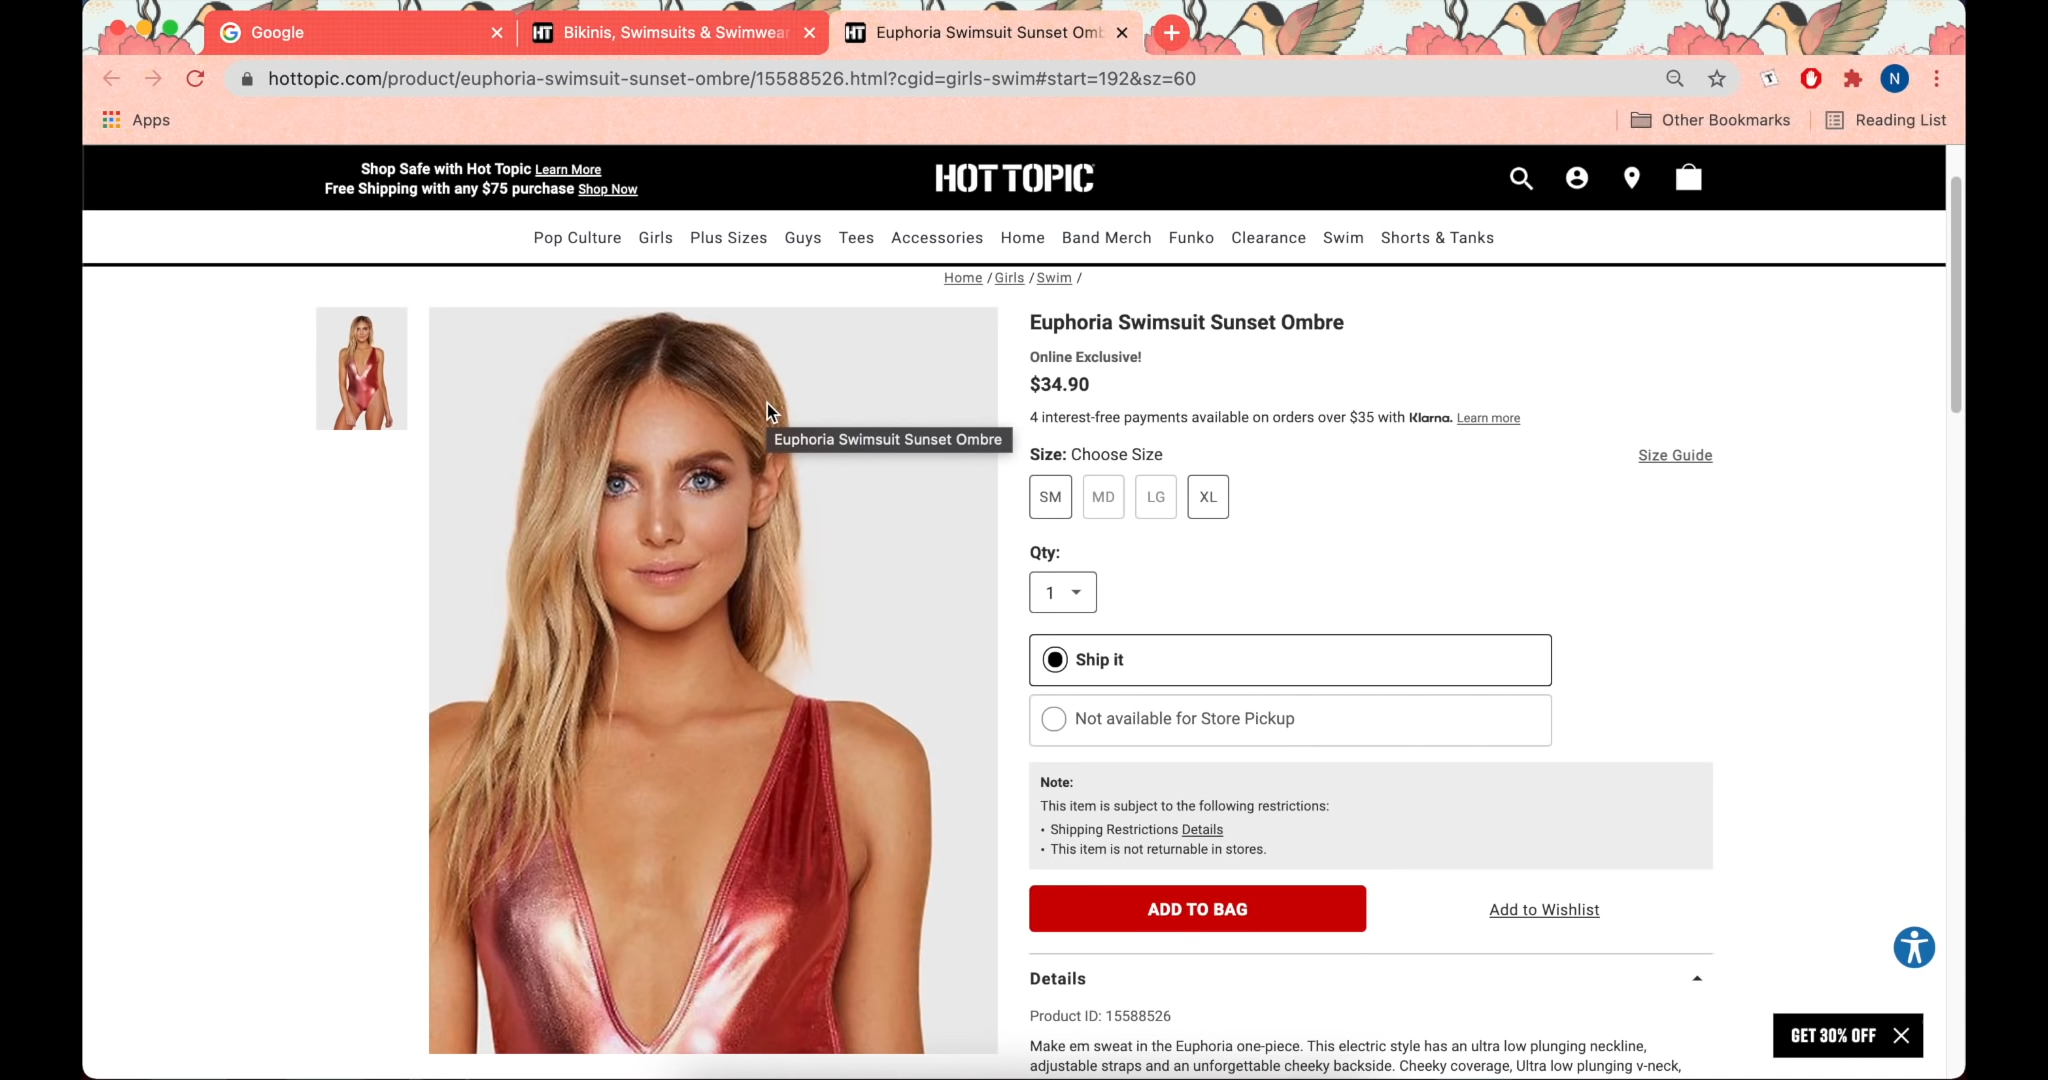 Google
Bikinis, Swimsuits & Swimwear
Euphoria Swimsuit Sunset Omb
hottopic.com/product/euphoria-swimsuit-sunset-ombre/15588526.html?cgid=girls-swim#start=192&sz=60
N
Apps
Other Bookmarks
Reading List
Shop Safe with Hot Topic Learn More
Free Shipping with any $75 purchase Shop Now
HOT TOPIC
Pop Culture Girls Plus Sizes Guys Tees Accessories Home Band Merch Funko Clearance Swim Shorts & Tanks
Home / Girls / Swim /
Euphoria Swimsuit Sunset Ombre
Online Exclusive!
$34.90
4 interest-free payments available on orders over $35 with Klarna. Learn more
Euphoria Swimsuit Sunset Ombre
Size: Choose Size
Size Guide
SM MD LG XL
Qty:
1
Ship it
Not available for Store Pickup
Note:
This item is subject to the following restrictions:
• Shipping Restrictions Details
• This item is not returnable in stores.
ADD TO BAG
Add to Wishlist
Details
Product ID: 15588526
Make em sweat in the Euphoria one-piece. This electric style has an ultra low plunging neckline,
adjustable straps and an unforgettable cheeky backside. Cheeky coverage, Ultra low plunging v-neck,
GET 30% OFF